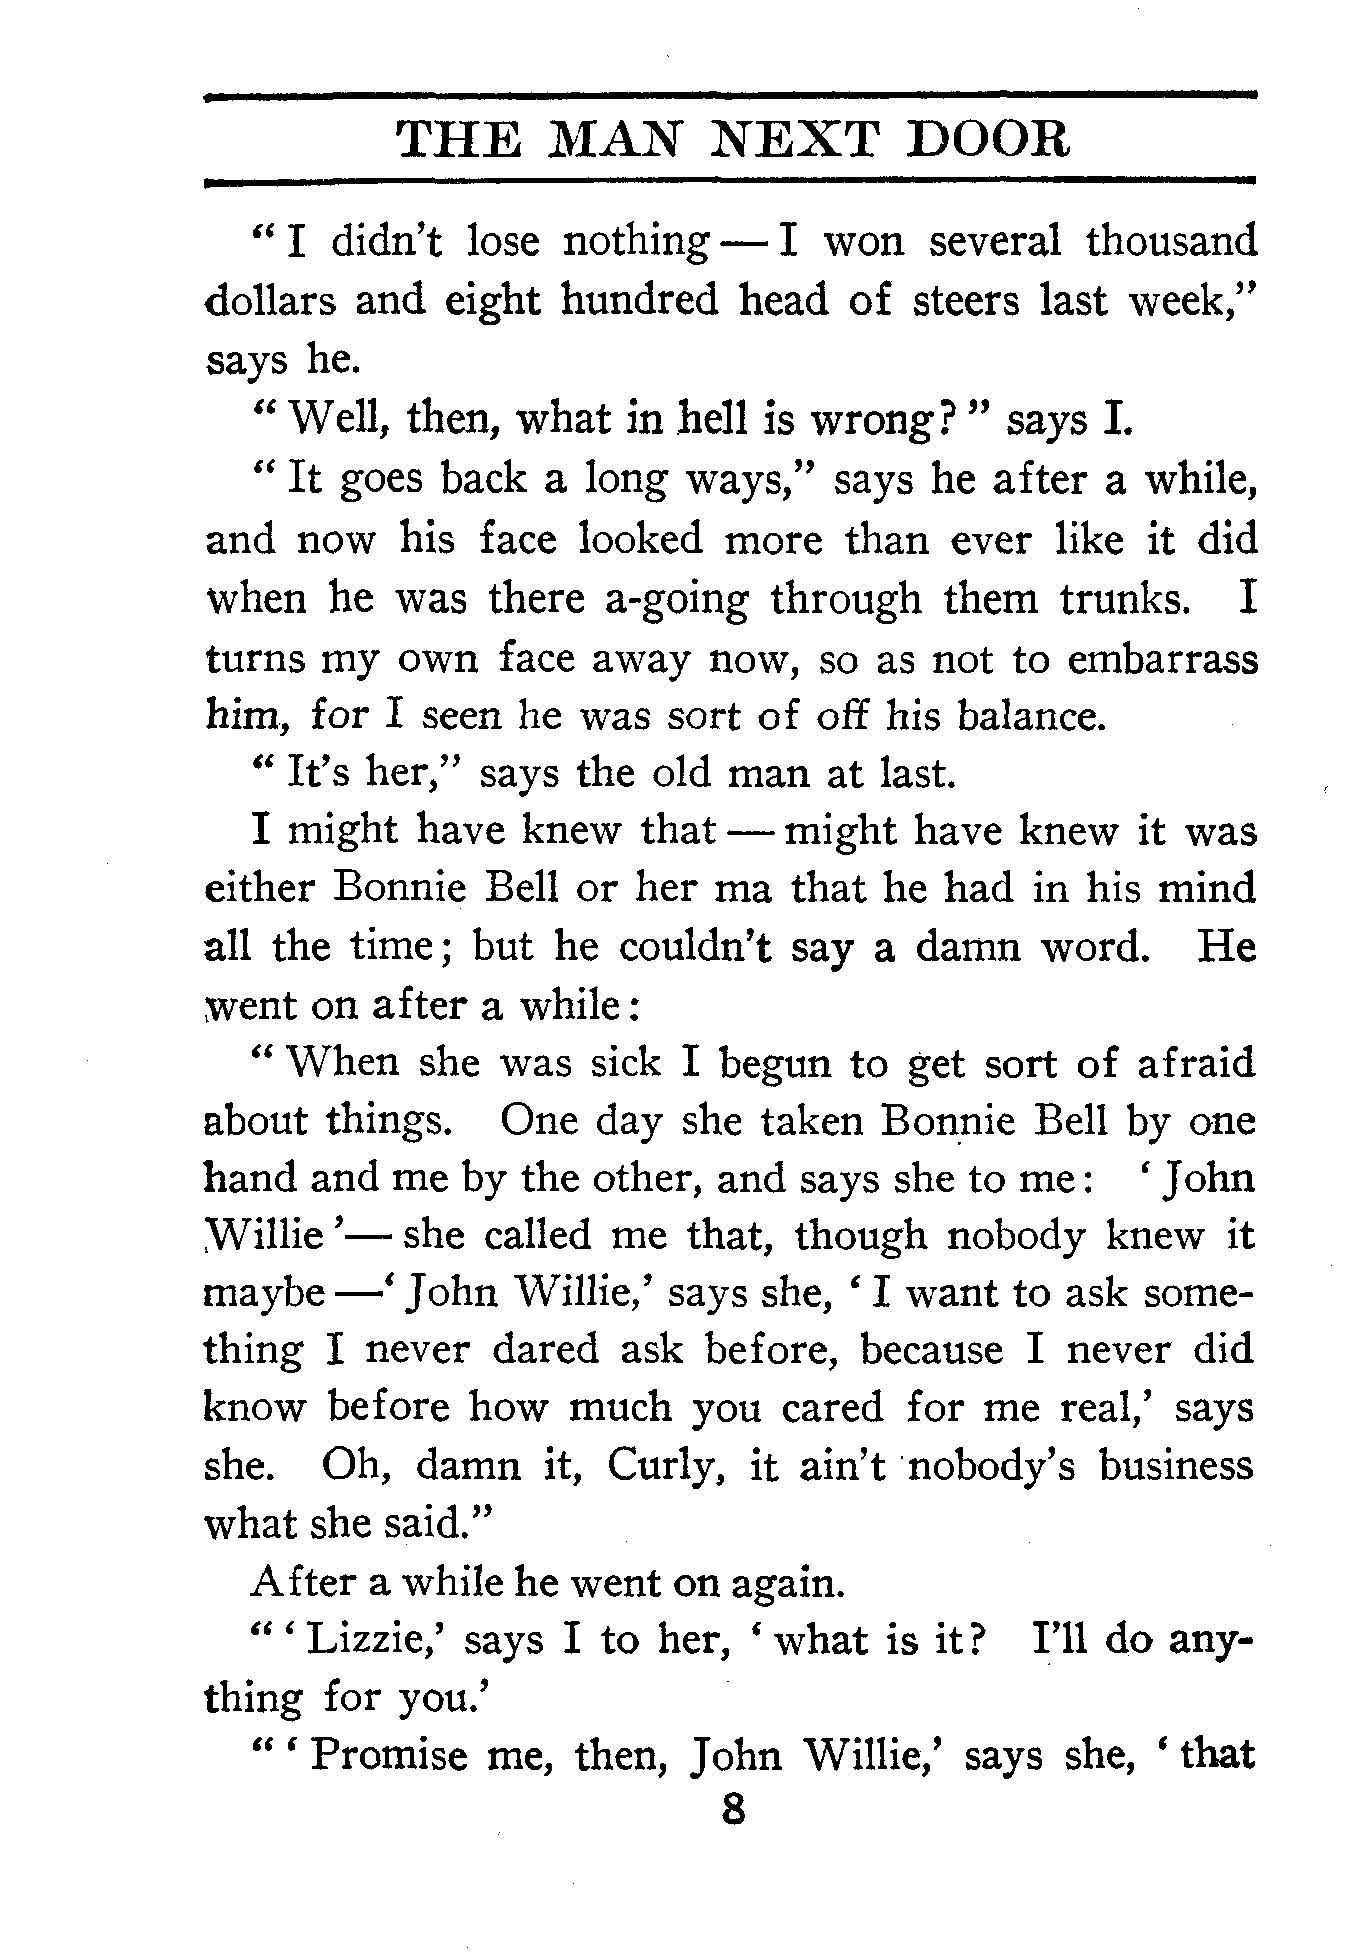 THE MAN NEXT DOOR
“ I didn’t lose nothing — I won several thousand
dollars and eight hundred head of steers last week,”
says he.
“ Well, then, what in hell is wrong? ” says I.
“ It goes back a long ways,” says he after a while,
and now his face looked more than ever like it did
when he was there a-going through them trunks. I
turns my own face away now, so as not to embarrass
him, for I seen he was sort of off his balance.
“ It’s her,” says the old man at last.
I might have knew that — might have knew it was
either Bonnie Bell or her ma that he had in his mind
all the time; but he couldn’t say a damn word. He
went on after a while:
“ When she was sick I begun to get sort of afraid
about things. One day she taken Bonnie Bell by one
hand and me by the other, and says she to me: ‘ John
Willie ’— she called me that, though nobody knew it
maybe —‘ John Willie,’ says she, ‘ I want to ask some-
thing I never dared ask before, because I never did
know before how much you cared for me real,’ says
she. Oh, damn it, Curly, it ain’t nobody’s business
what she said.”
After a while he went on again.
“ ‘ Lizzie,’ says I to her, ‘ what is it? I’ll do any-
thing for you.’
“ ‘ Promise me, then, John Willie,’ says she, ‘ that
8